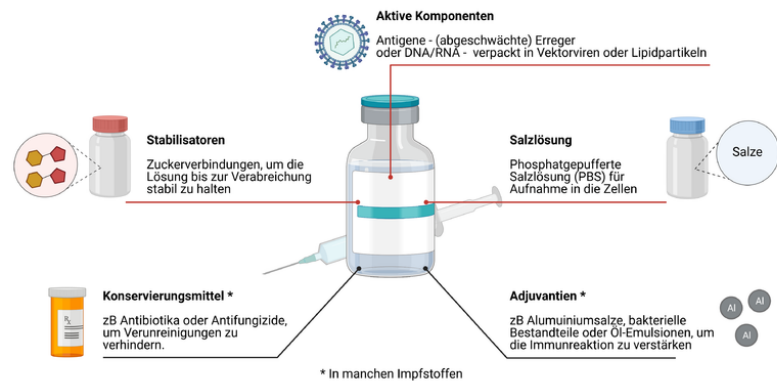 Aktive Komponenten
Antigene - (abgeschwächte) Erreger
oder DNA/RNA - verpackt in Vektorviren oder Lipidpartikeln
Stabilisatoren
Zuckerverbindungen, um die
Lösung bis zur Verabreichung
stabil zu halten
Salzlösung
Phosphatgepufferte
Salzlösung (PBS) für
Aufnahme in die Zellen
Salze
Konservierungsmittel *
zB Antibiotika oder Antifungizide,
um Verunreinigungen zu
verhindern.
Adjuvantien *
zB Alumuiniumsalze, bakterielle
Bestandteile oder Öl-Emulsionen, um
die Immunreaktion zu verstärken
Al
Al
Al
* In manchen Impfstoffen